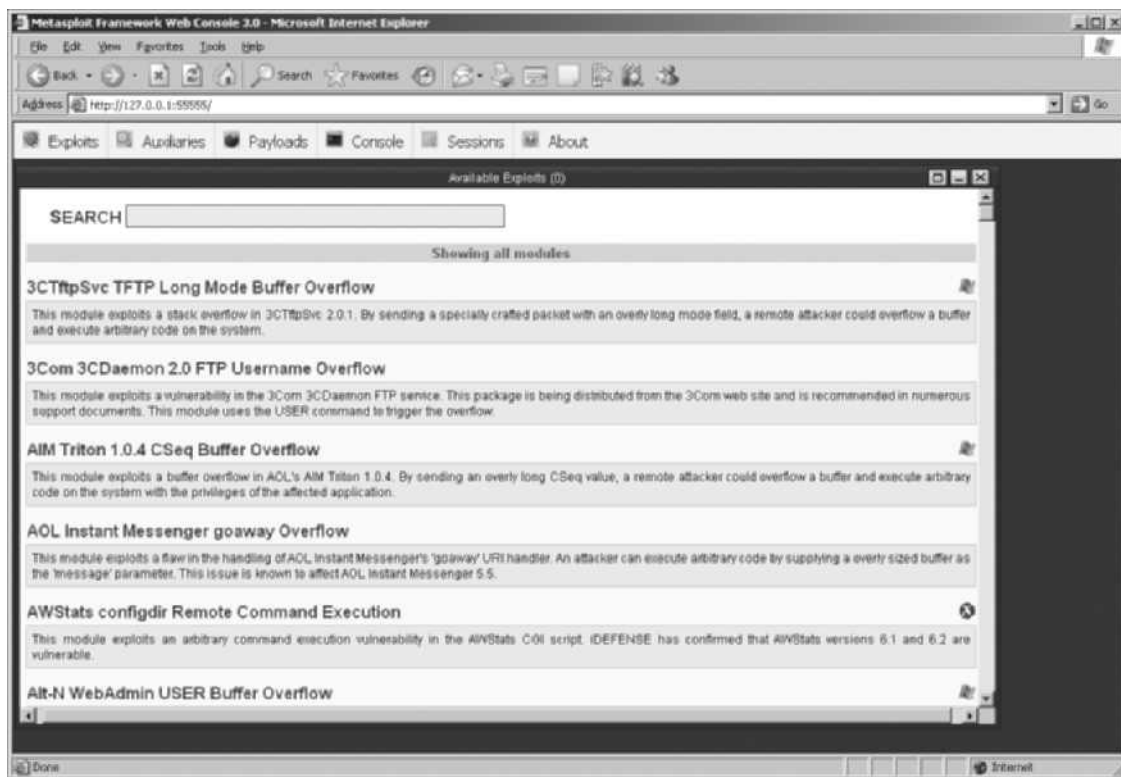 Metasploit Framework Web Console 3.0 - Microsoft Internet Explorer
File Edit View Favorites Tools Help
Back Search Favorites
Address http://127.0.0.1:55555/ Go
Exploits Auxiliaries Payloads Console Sessions About
Available Exploits (0)
SEARCH
Showing all modules
3CTftpSvc TFTP Long Mode Buffer Overflow
This module exploits a stack overflow in 3CTftpSvc 2.0.1. By sending a specially crafted packet with an overly long mode field, a remote attacker could overflow a buffer
and execute arbitrary code on the system.
3Com 3CDaemon 2.0 FTP Username Overflow
This module exploits a vulnerability in the 3Com 3CDaemon FTP service. This package is being distributed from the 3Com web site and is recommended in numerous
support documents. This module uses the USER command to trigger the overflow.
AIM Triton 1.0.4 CSeq Buffer Overflow
This module exploits a buffer overflow in AOL's AIM Triton 1.0.4. By sending an overly long CSeq value, a remote attacker could overflow a buffer and execute arbitrary
code on the system with the privileges of the affected application.
AOL Instant Messenger goaway Overflow
This module exploits a flaw in the handling of AOL Instant Messenger's 'goaway' URI handler. An attacker can execute arbitrary code by supplying a overly sized buffer as
the 'message' parameter. This issue is known to affect AOL Instant Messenger 5.5.
AWStats configdir Remote Command Execution
This module exploits an arbitrary command execution vulnerability in the AWStats CGI script. iDEFENSE has confirmed that AWStats versions 6.1 and 6.2 are
vulnerable.
Alt-N WebAdmin USER Buffer Overflow
Done Internet